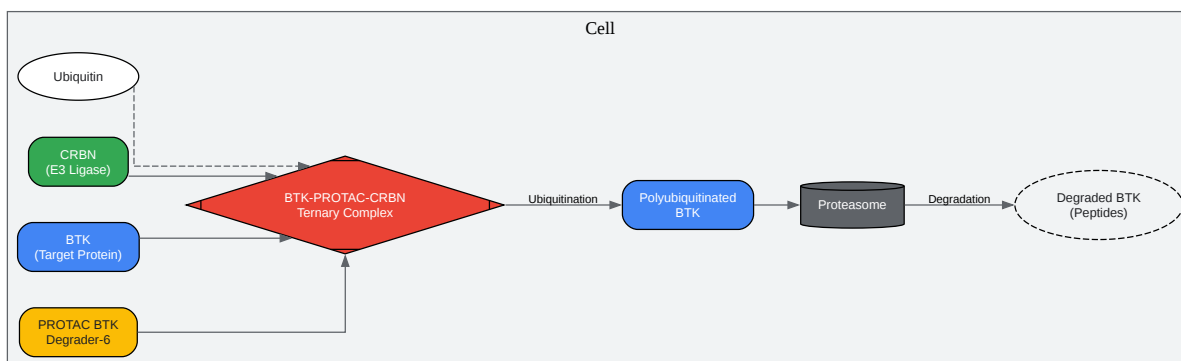 Cell
Ubiquitin
CRBN
(E3 Ligase)
BTK
(Target Protein)
PROTAC BTK
Degrader-6
BTK-PROTAC-CRBN
Ternary Complex
Ubiquitination
Polyubiquitinated
BTK
Proteasome
Degradation
Degraded BTK
(Peptides)